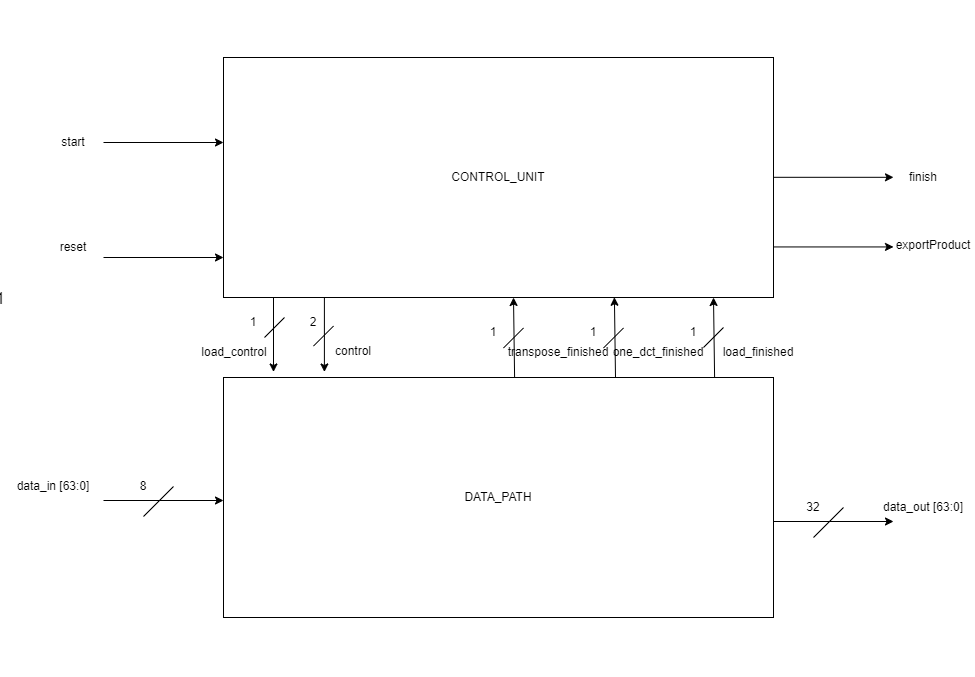 start
CONTROL_UNIT
finish
reset
exportProduct
1
2
1
1
1
load_control
control
transpose_finished
one_dct_finished
load_finished
data_in [63:0]
8
DATA_PATH
32
data_out [63:0]